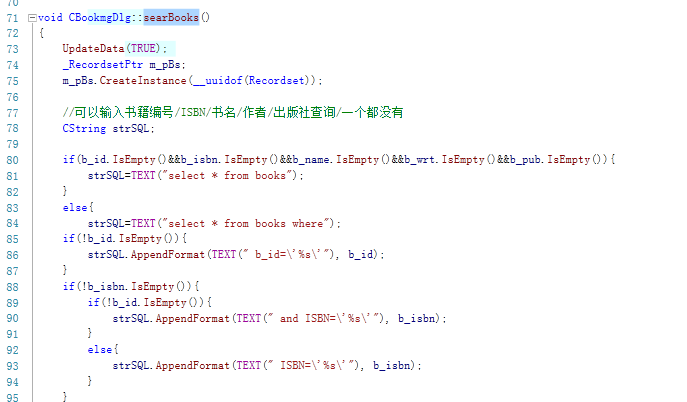 70
71 void CBookmgDlg::searBooks()
72 {
73 UpdateData(TRUE);
74 _RecordsetPtr m_pBs;
75 m_pBs.CreateInstance(__uuidof(Recordset));
76
77 //可以输入书籍编号/ISBN/书名/作者/出版社查询/一个都没有
78 CString strSQL;
79
80 if(b_id.IsEmpty()&&b_isbn.IsEmpty()&&b_name.IsEmpty()&&b_wrt.IsEmpty()&&b_pub.IsEmpty()){
81 strSQL=TEXT("select * from books");
82 }
83 else{
84 strSQL=TEXT("select * from books where");
85 if(!b_id.IsEmpty()){
86 strSQL.AppendFormat(TEXT(" b_id=\'%s\'"), b_id);
87 }
88 if(!b_isbn.IsEmpty()){
89 if(!b_id.IsEmpty()){
90 strSQL.AppendFormat(TEXT(" and ISBN=\'%s\'"), b_isbn);
91 }
92 else{
93 strSQL.AppendFormat(TEXT(" ISBN=\'%s\'"), b_isbn);
94 }
95 }